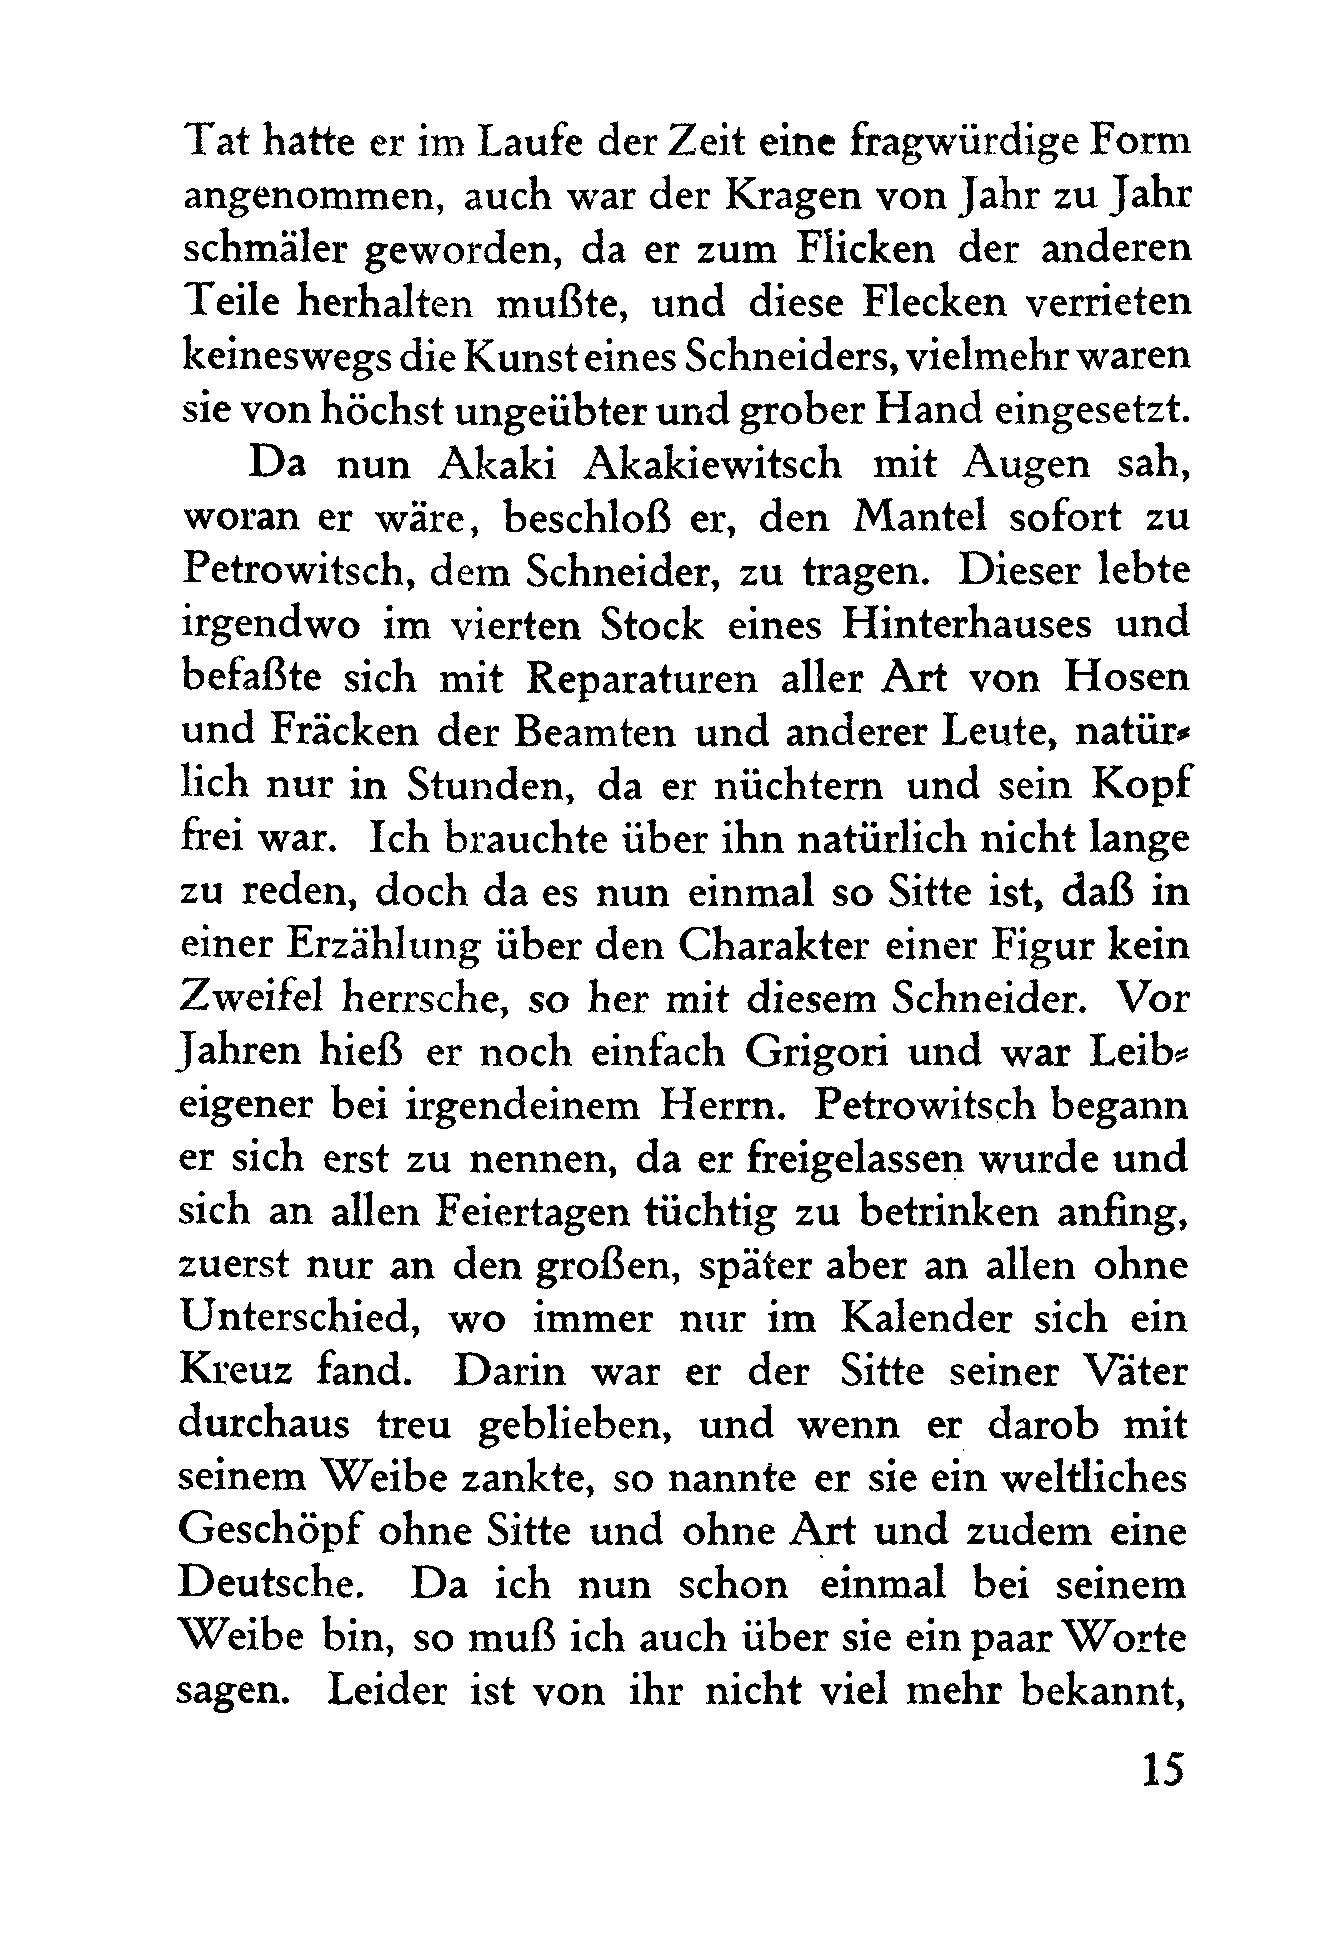 Tat hatte er im Laufe der Zeit eine fragwürdige Form
angenommen, auch war der Kragen von Jahr zu Jahr
schmäler geworden, da er zum Flicken der anderen
Teile herhalten mußte, und diese Flecken verrieten
keineswegs die Kunst eines Schneiders, vielmehr waren
sie von höchst ungeübter und grober Hand eingesetzt.
Da nun Akaki Akakiewitsch mit Augen sah,
woran er wäre, beschloß er, den Mantel sofort zu
Petrowitsch, dem Schneider, zu tragen. Dieser lebte
irgendwo im vierten Stock eines Hinterhauses und
befaßte sich mit Reparaturen aller Art von Hosen
und Fräcken der Beamten und anderer Leute, natür-
lich nur in Stunden, da er nüchtern und sein Kopf
frei war. Ich brauchte über ihn natürlich nicht lange
zu reden, doch da es nun einmal so Sitte ist, daß in
einer Erzählung über den Charakter einer Figur kein
Zweifel herrsche, so her mit diesem Schneider. Vor
Jahren hieß er noch einfach Grigori und war Leib-
eigener bei irgendeinem Herrn. Petrowitsch begann
er sich erst zu nennen, da er freigelassen wurde und
sich an allen Feiertagen tüchtig zu betrinken anfing,
zuerst nur an den großen, später aber an allen ohne
Unterschied, wo immer nur im Kalender sich ein
Kreuz fand. Darin war er der Sitte seiner Väter
durchaus treu geblieben, und wenn er darob mit
seinem Weibe zankte, so nannte er sie ein weltliches
Geschöpf ohne Sitte und ohne Art und zudem eine
Deutsche. Da ich nun schon einmal bei seinem
Weibe bin, so muß ich auch über sie ein paar Worte
sagen. Leider ist von ihr nicht viel mehr bekannt,
15